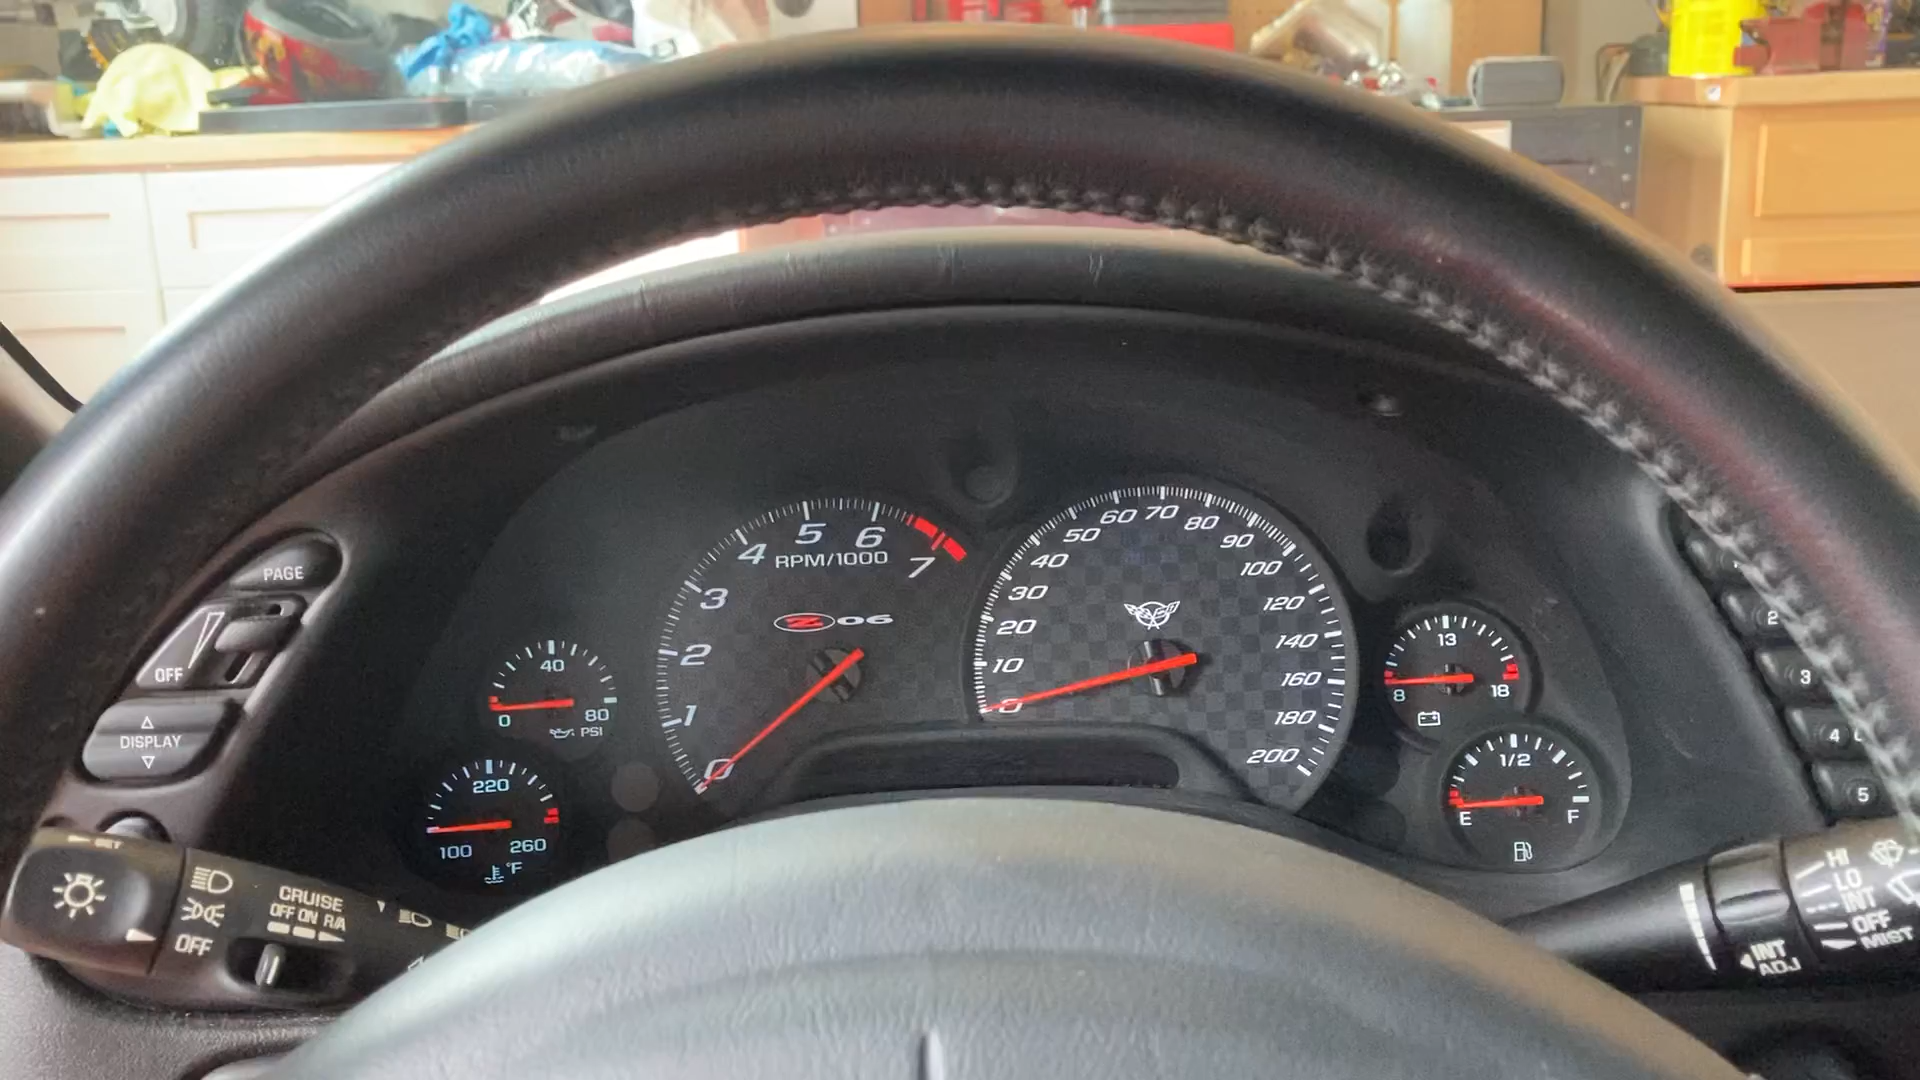 PAGE
OFF
DISPLAY
SET
OFF
CRUISE
OFF ON R/A
0 40 80
PSI
100 220 260
°F
0 1 2 3 4 5 6 7
RPM/1000
Z06
0 10 20 30 40 50 60 70 80 90 100 120 140 160 180 200
8 13 18
E 1/2 F
2
3
4
5
HI
LO
INT
OFF
MIST
INT
ADJ